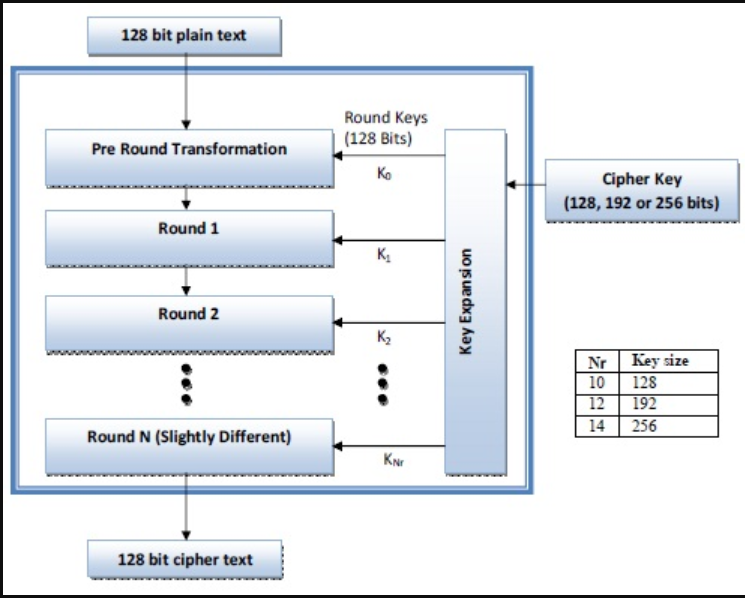 128 bit plain text
Round Keys
(128 Bits)
Pre Round Transformation
K₀
Cipher Key
(128, 192 or 256 bits)
Round 1
K₁
Key Expansion
Round 2
K₂
Nr Key size
10 128
12 192
14 256
Round N (Slightly Different)
K_Nr
128 bit cipher text